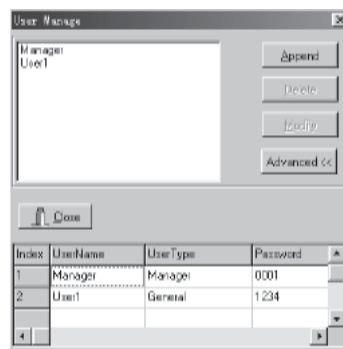 User Manage
Manager
User1
Append
Delete
Modify
Advanced <<
Close
Index UserName UserType Password
1 Manager Manager 0001
2 User1 General 1234